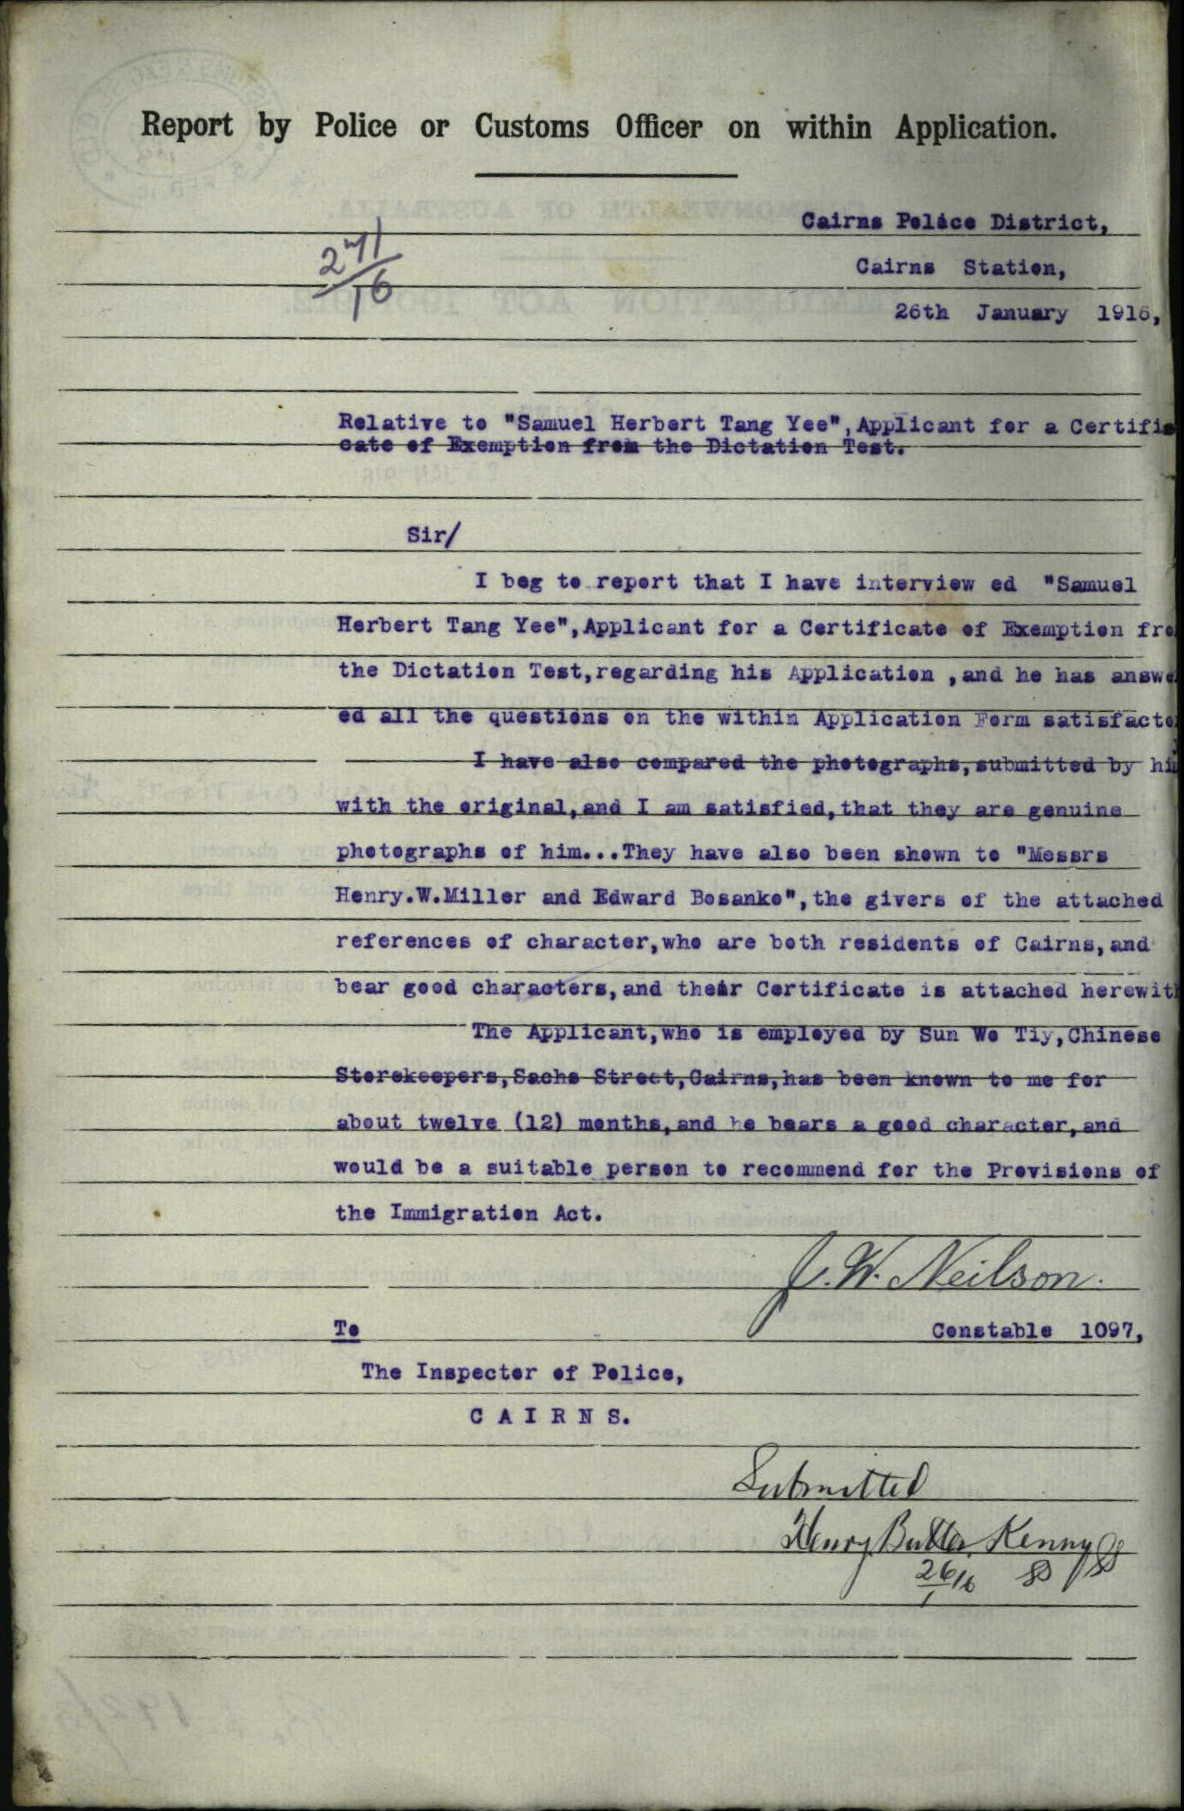 Report by Police or Customs Officer on within Application.
Cairns Police District,
271/16
Cairns Station,
26th January 1916,
Relative to "Samuel Herbert Tang Yee",Applicant for a Certifi
cate of Exemption from the Dictation Test.
Sir/
I beg to report that I have interview ed "Samuel
Herbert Tang Yee",Applicant for a Certificate of Exemption fro
the Dictation Test,regarding his Application ,and he has answe
ed all the questions on the within Application Form satisfacto
I have also compared the photographs,submitted by him
with the original,and I am satisfied,that they are genuine
photographs of him...They have also been shown to "Messrs
Henry.W.Miller and Edward Bosanko",the givers of the attached
references of character,who are both residents of Cairns,and
bear good characters,and their Certificate is attached herewith
The Applicant,who is employed by Sun Wo Tiy,Chinese
Storekeepers,Sachs Street,Cairns,has been known to me for
about twelve (12) months,and he bears a good character,and
would be a suitable person to recommend for the Provisions of
the Immigration Act.
J. W. Neilson.
To
Constable 1097,
The Inspector of Police,
C A I R N S.
Submitted
Henry Butler Kenny
26/1/16